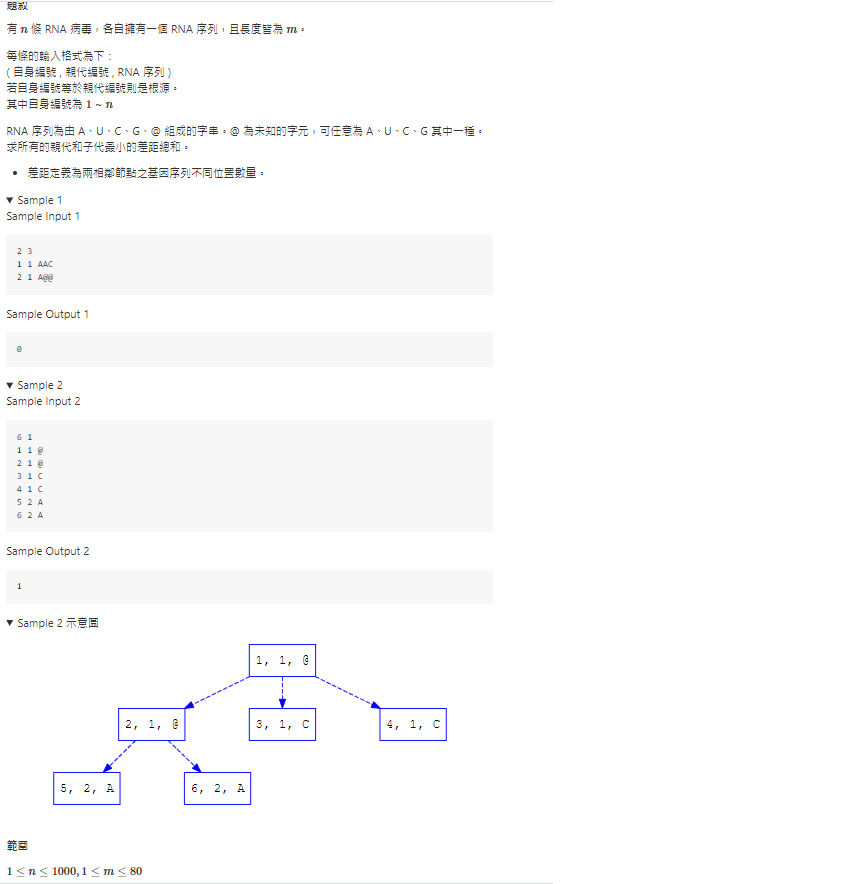 題敘
有 n 條 RNA 病毒，各自擁有一個 RNA 序列，且長度皆為 m。
每條的輸入格式為下：
( 自身編號 , 親代編號 , RNA 序列 )
若自身編號等於親代編號則是根源。
其中自身編號為 1 ~ n
RNA 序列為由 A、U、C、G、@ 組成的字串。@ 為未知的字元，可任意為 A、U、C、G 其中一種。
求所有的親代和子代最小的差距總和。
• 差距定義為兩相鄰節點之基因序列不同位置數量。
▼ Sample 1
Sample Input 1
2 3
1 1 AAC
2 1 A@@
Sample Output 1
0
▼ Sample 2
Sample Input 2
6 1
1 1 @
2 1 @
3 1 C
4 1 C
5 2 A
6 2 A
Sample Output 2
1
▼ Sample 2 示意圖
1, 1, @
2, 1, @ 3, 1, C 4, 1, C
5, 2, A 6, 2, A
範圍
1 ≤ n ≤ 1000, 1 ≤ m ≤ 80